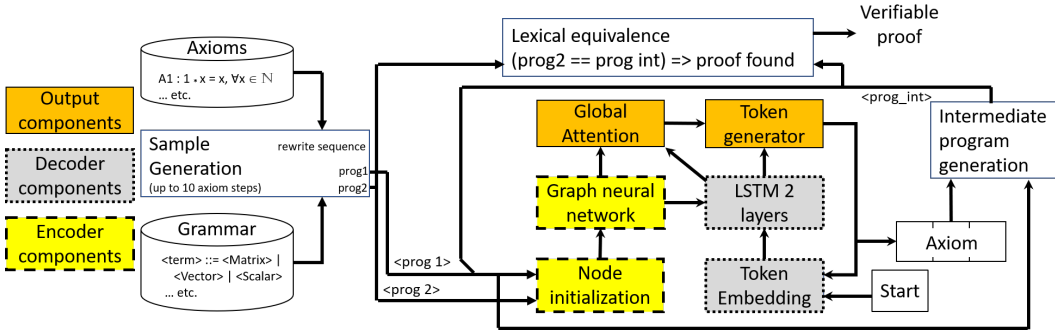 Output
components
Decoder
components
Encoder
components
Axioms
A1 : 1 • x = x, ∀x ∈ ℕ
... etc.
Sample
Generation
(up to 10 axiom steps)
rewrite sequence
prog1
prog2
Grammar
<term> ::= <Matrix> |
<Vector> | <Scalar>
... etc.
Lexical equivalence
(prog2 == prog int) => proof found
Verifiable
proof
<prog_int>
Intermediate
program
generation
Global
Attention
Token
generator
Graph neural
network
LSTM 2
layers
Axiom
<prog 1>
<prog 2>
Node
initialization
Token
Embedding
Start